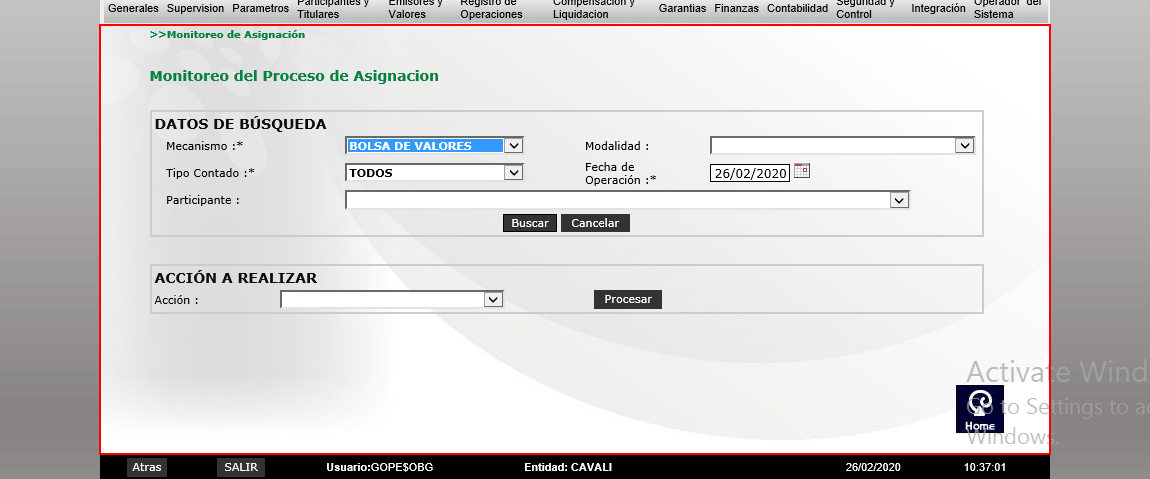 Generales Supervision Parametros Participantes y Titulares Emisores y Valores Registro de Operaciones Compensacion y Liquidacion Garantias Finanzas Contabilidad Seguridad y Control Integración Operador del Sistema
>>Monitoreo de Asignación
Monitoreo del Proceso de Asignacion
DATOS DE BÚSQUEDA
Mecanismo :* BOLSA DE VALORES Modalidad :
Tipo Contado :* TODOS Fecha de Operación :* 26/02/2020
Participante :
Buscar Cancelar
ACCIÓN A REALIZAR
Acción : Procesar
Activate Wind
Go to Settings to ac
Windows.
Home
Atras SALIR Usuario:GOPE$OBG Entidad: CAVALI 26/02/2020 10:37:01